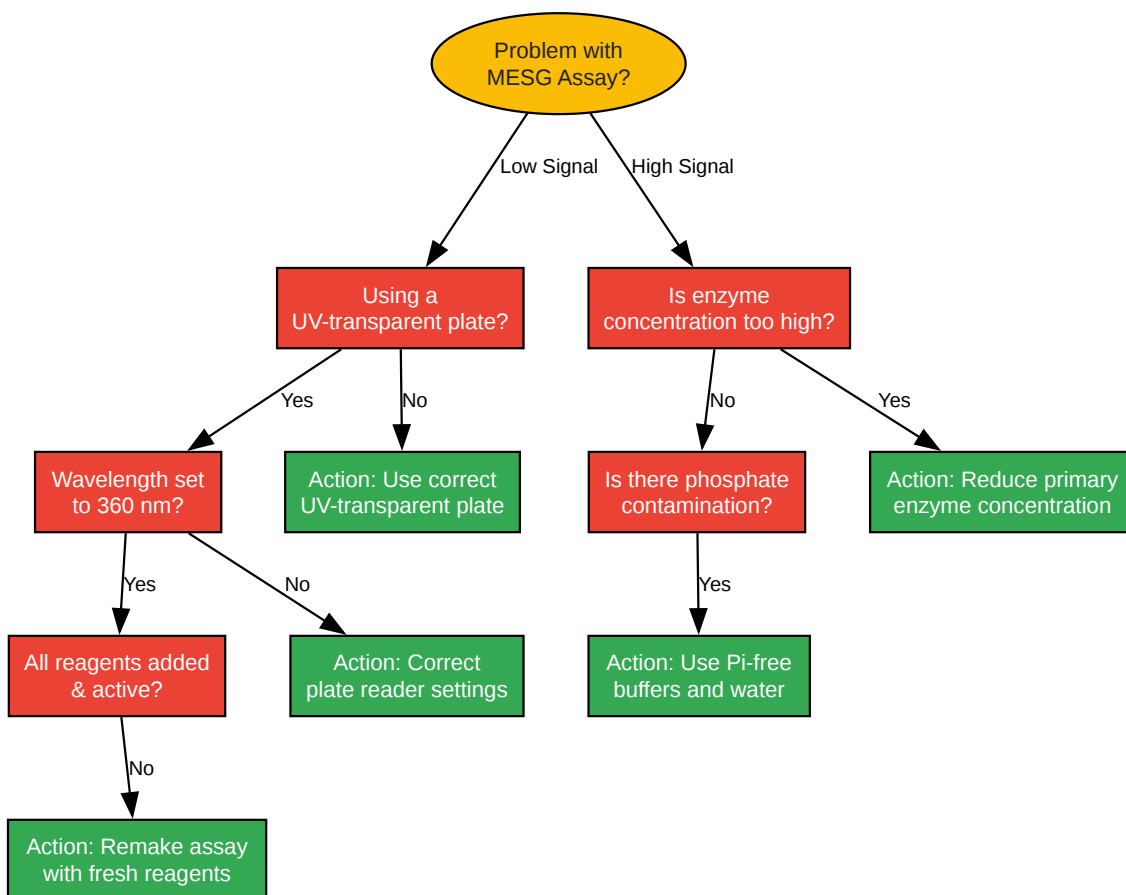 Problem with
MESG Assay?
Low Signal
High Signal
Using a
UV-transparent plate?
Is enzyme
concentration too high?
Yes
No
No
Yes
Wavelength set
to 360 nm?
Action: Use correct
UV-transparent plate
Is there phosphate
contamination?
Action: Reduce primary
enzyme concentration
Yes
No
Yes
All reagents added
& active?
Action: Correct
plate reader settings
Action: Use Pi-free
buffers and water
No
Action: Remake assay
with fresh reagents